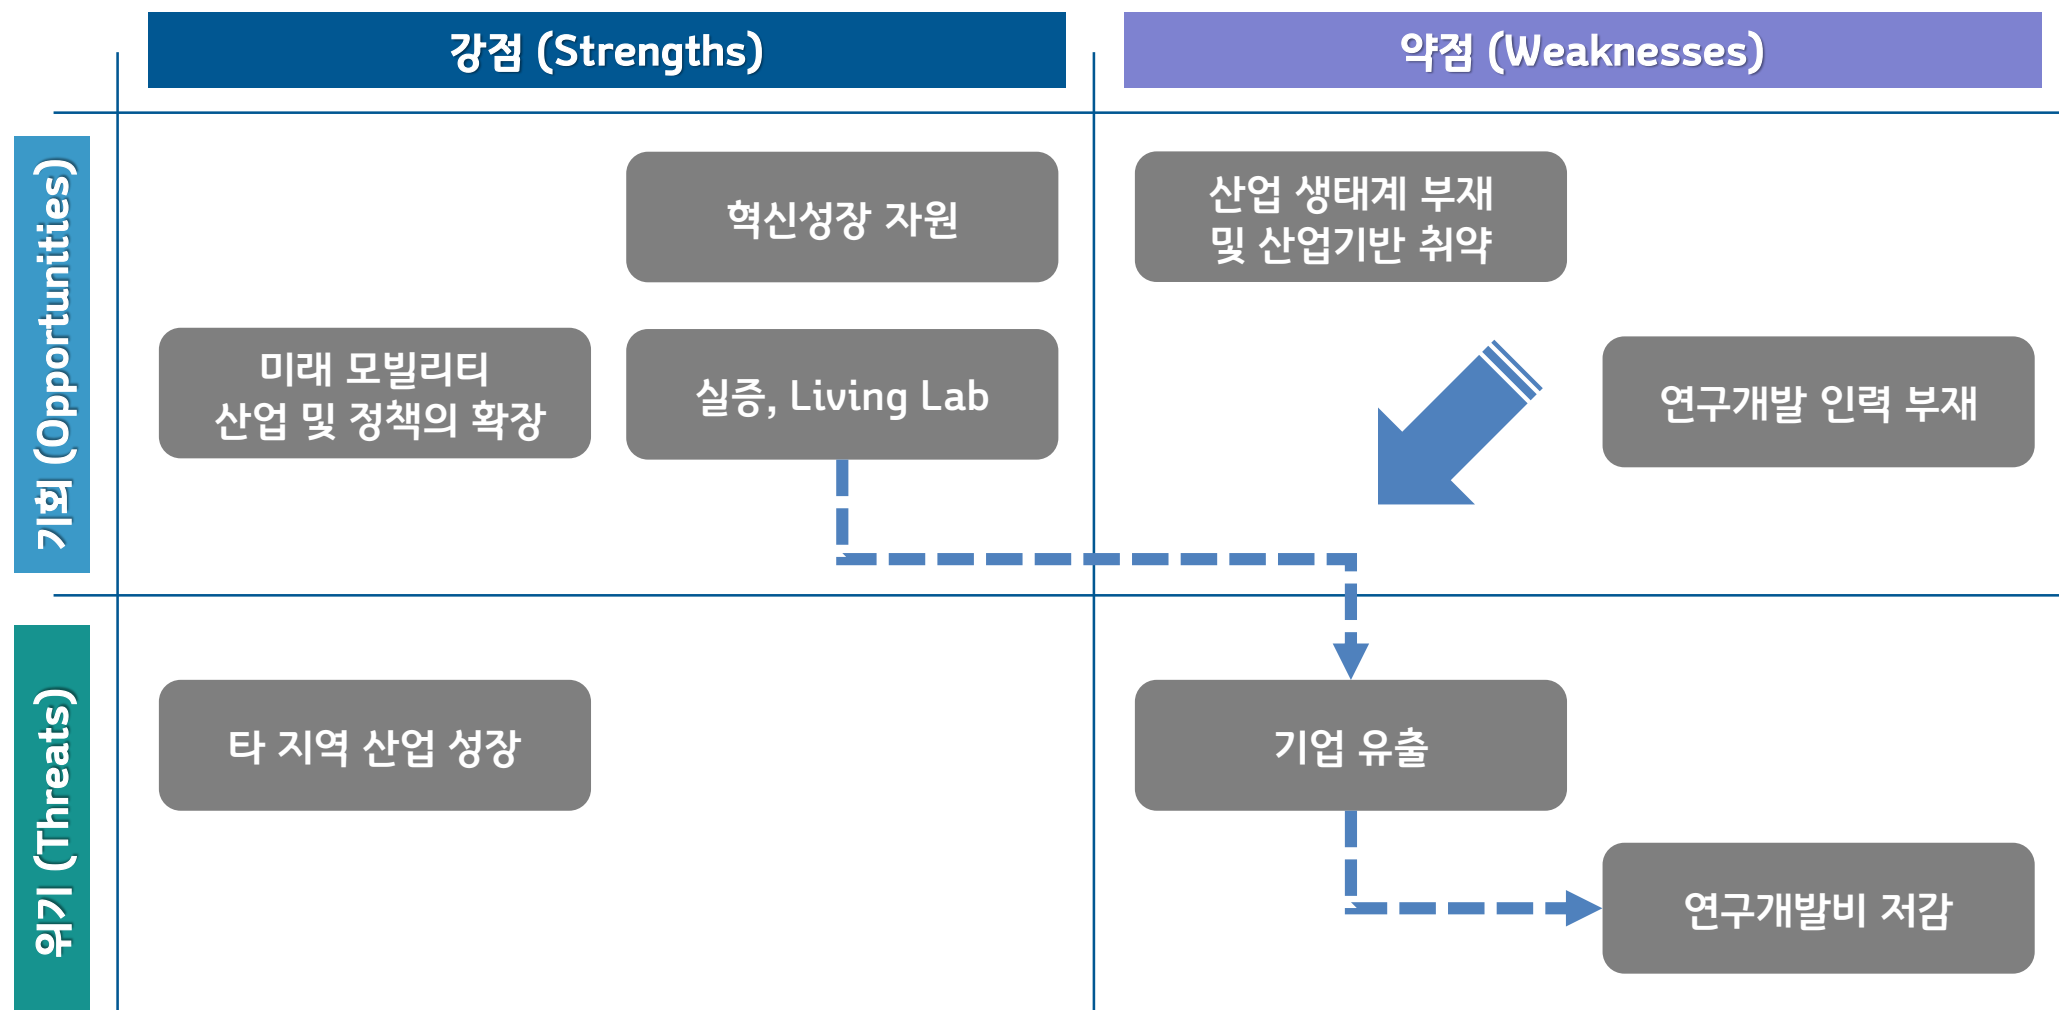 강점 (Strengths)
약점 (Weaknesses)
기회 (Opportunities)
혁신성장 자원
산업 생태계 부재
및 산업기반 취약
미래 모빌리티
산업 및 정책의 확장
실증, Living Lab
연구개발 인력 부재
위기 (Threats)
타 지역 산업 성장
기업 유출
연구개발비 저감